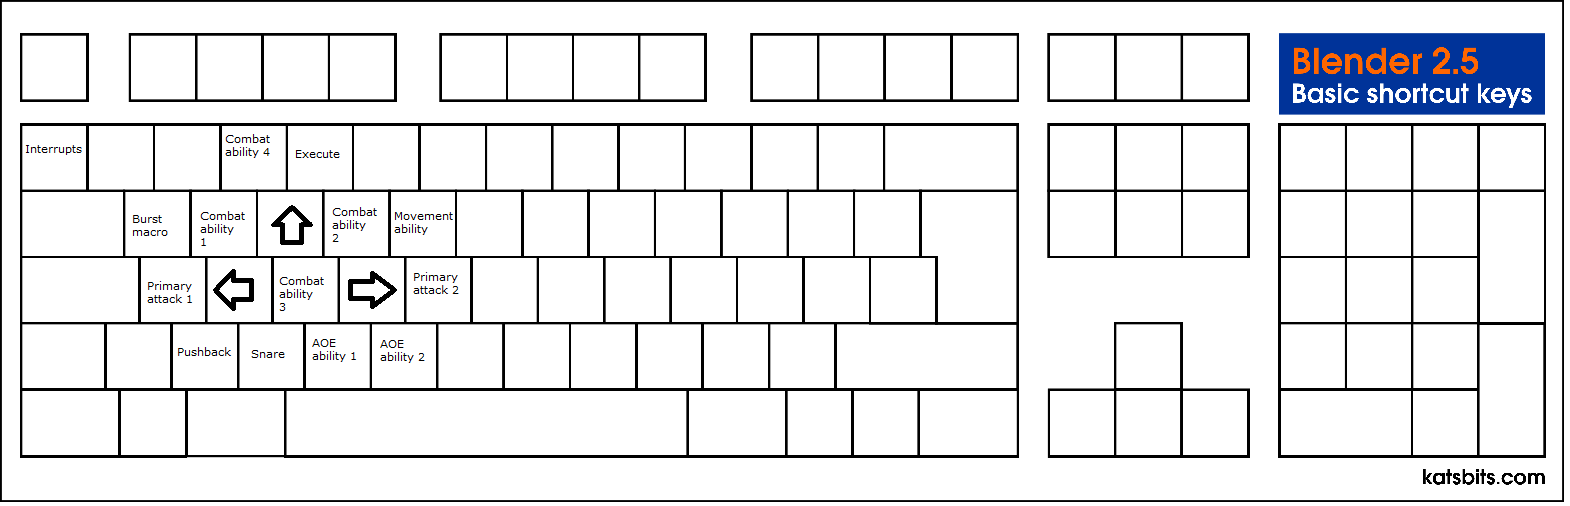 Blender 2.5
Basic shortcut keys
Interrupts
Combat
ability 4
Execute
Burst
macro
Combat
ability
1
Combat
ability
2
Movement
ability
Primary
attack 1
Combat
ability
3
Primary
attack 2
Pushback
Snare
AOE
ability 1
AOE
ability 2
katsbits.com